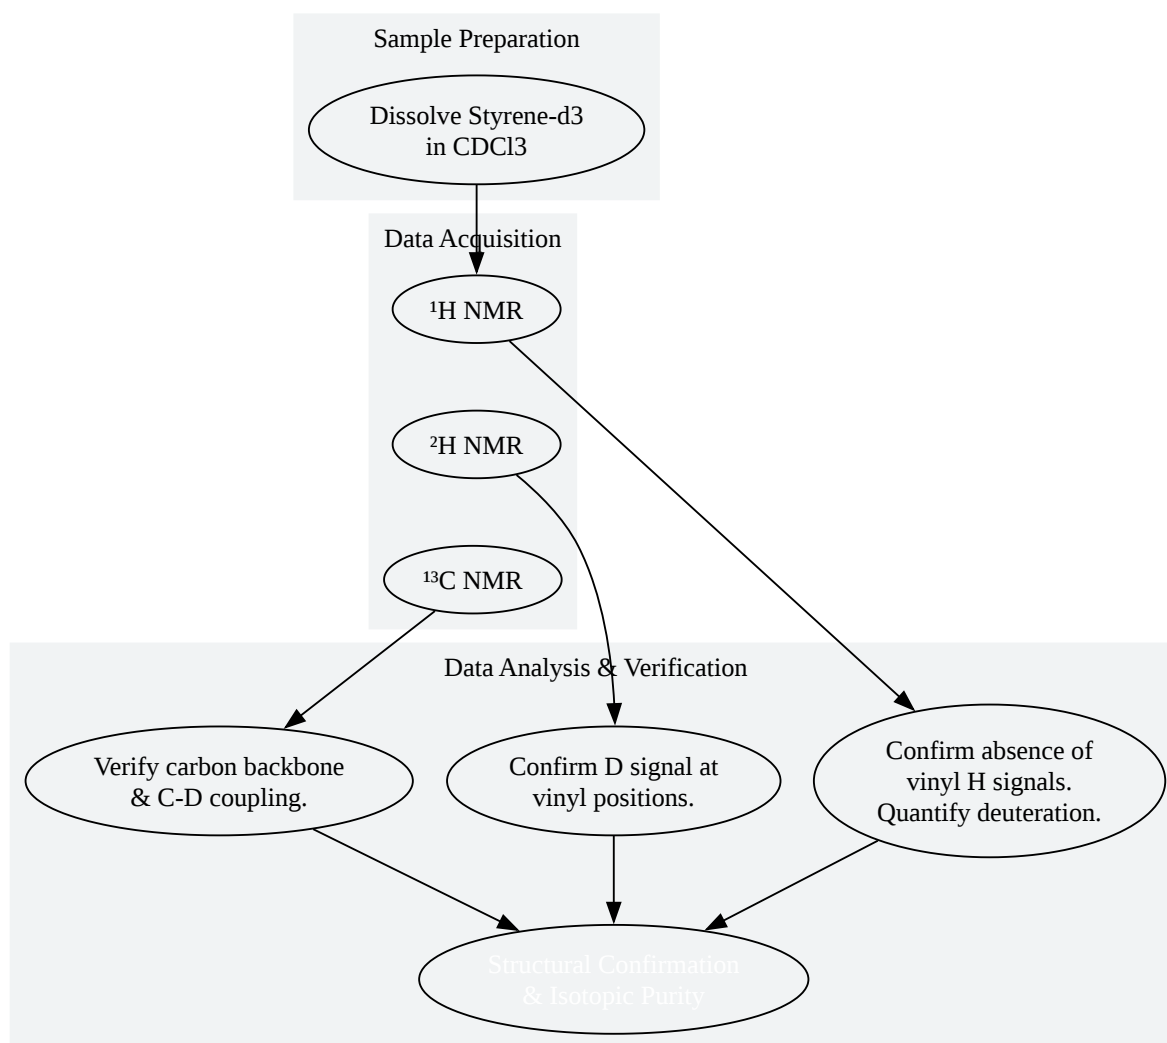 Sample Preparation
Dissolve Styrene-d3
in CDCl3
Data Acquisition
¹H NMR
²H NMR
¹³C NMR
Data Analysis & Verification
Verify carbon backbone
& C-D coupling.
Confirm D signal at
vinyl positions.
Confirm absence of
vinyl H signals.
Quantify deuteration.
Structural Confirmation
& Isotopic Purity